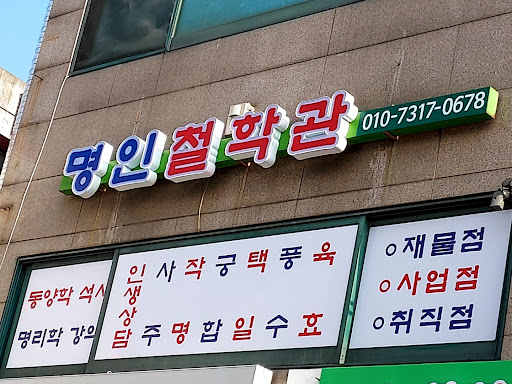 명인철학관 010-7317-0678
동양학 석사
명리학 강의
인생상담
사작궁택풍육
주명합일수효
○재물점
○사업점
○취직점